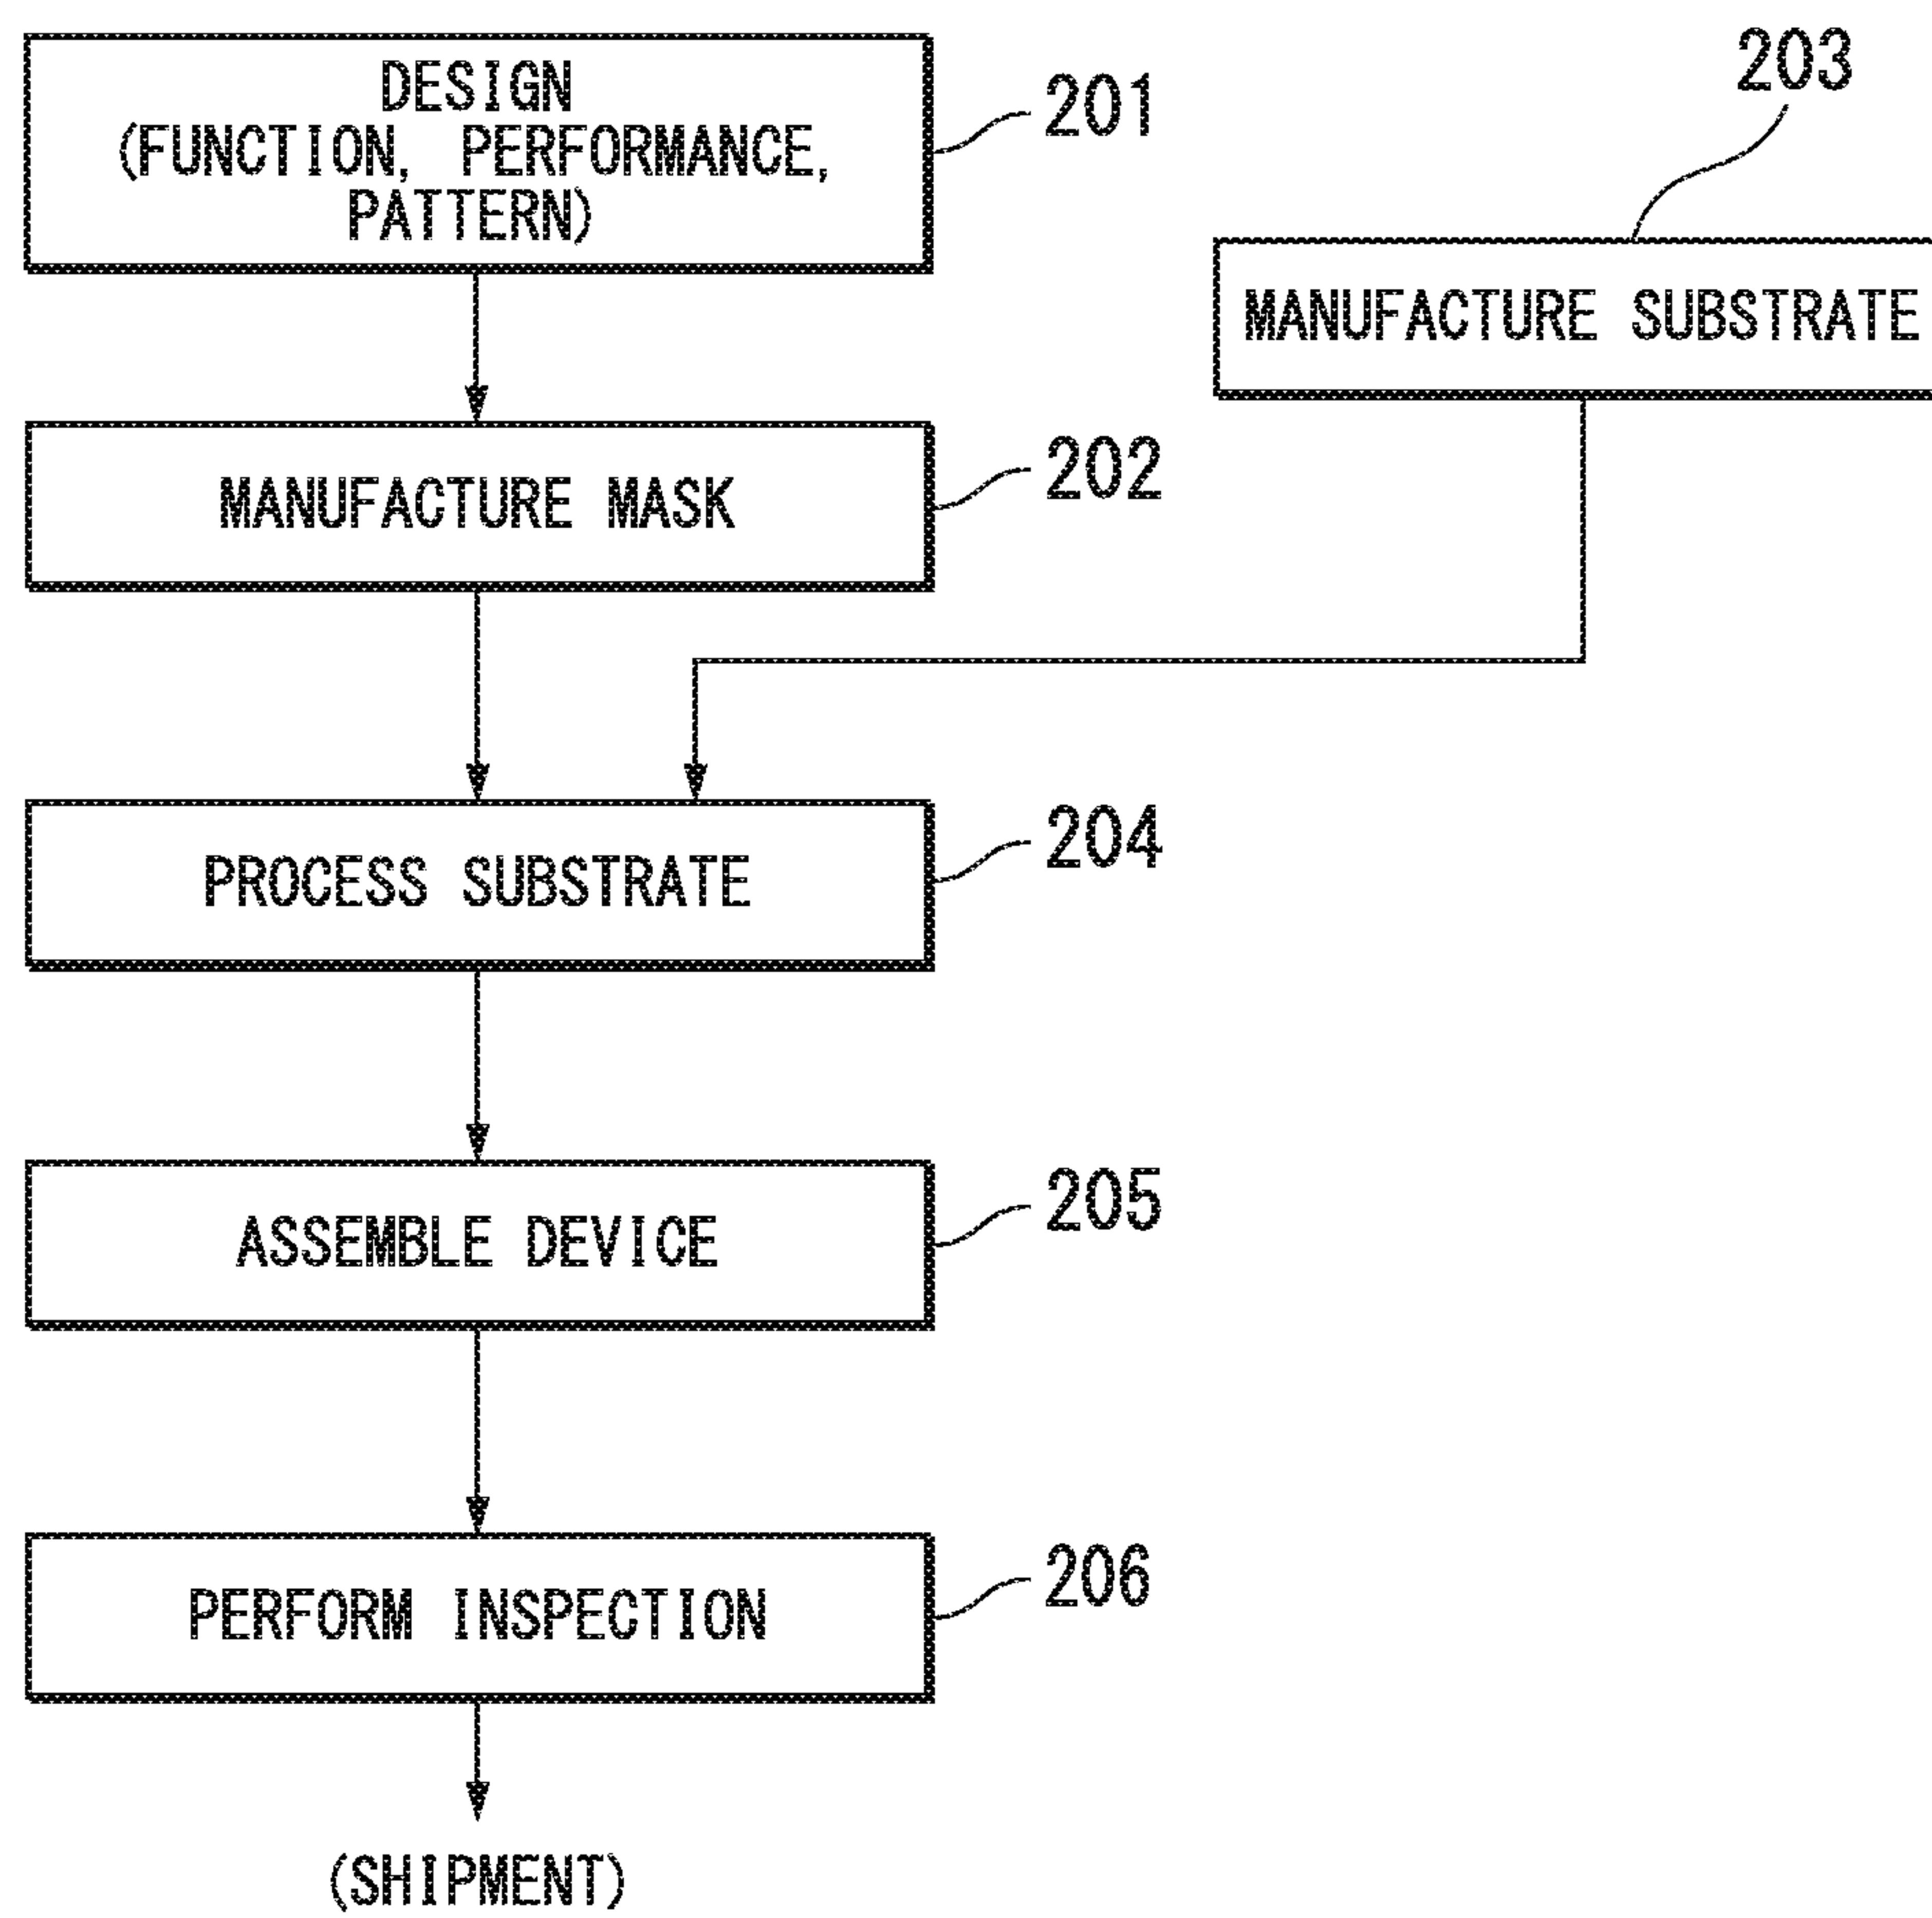 DESIGN
(FUNCTION, PERFORMANCE,
PATTERN)
201
203
MANUFACTURE SUBSTRATE
MANUFACTURE MASK
202
PROCESS SUBSTRATE
204
ASSEMBLE DEVICE
205
PERFORM INSPECTION
206
(SHIPMENT)